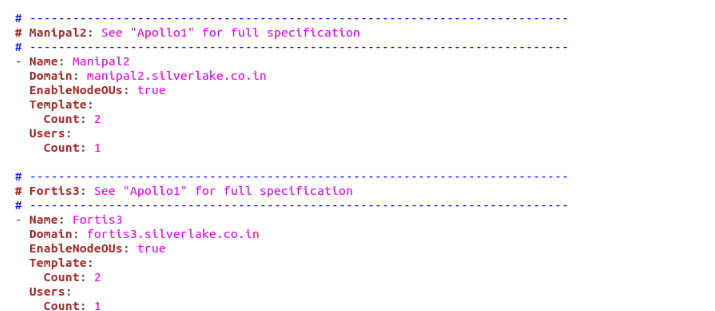 # ---------------------------------------------------------------------------
# Manipal2: See "Apollo1" for full specification
# ---------------------------------------------------------------------------
- Name: Manipal2
  Domain: manipal2.silverlake.co.in
  EnableNodeOUs: true
  Template:
    Count: 2
  Users:
    Count: 1

# ---------------------------------------------------------------------------
# Fortis3: See "Apollo1" for full specification
# ---------------------------------------------------------------------------
- Name: Fortis3
  Domain: fortis3.silverlake.co.in
  EnableNodeOUs: true
  Template:
    Count: 2
  Users:
    Count: 1